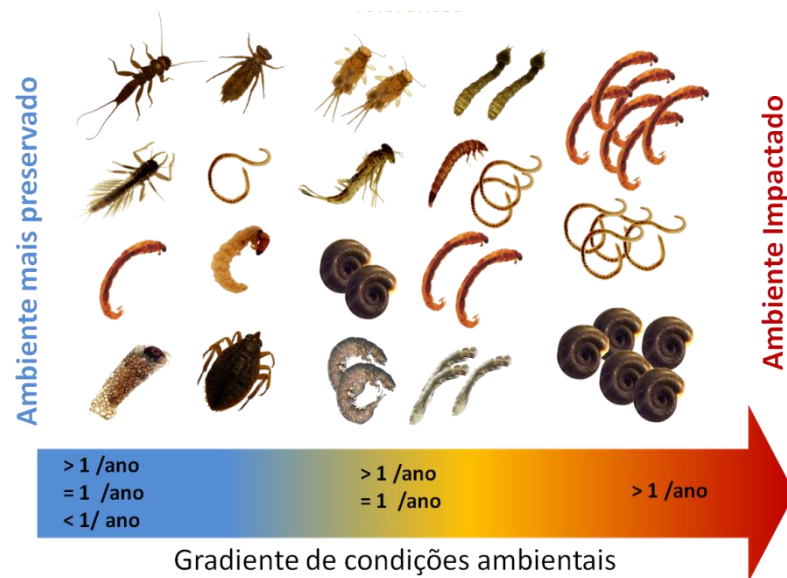 Ambiente mais preservado
Ambiente Impactado
> 1 /ano
= 1 /ano
< 1/ ano
> 1 /ano
= 1 /ano
> 1 /ano
Gradiente de condições ambientais